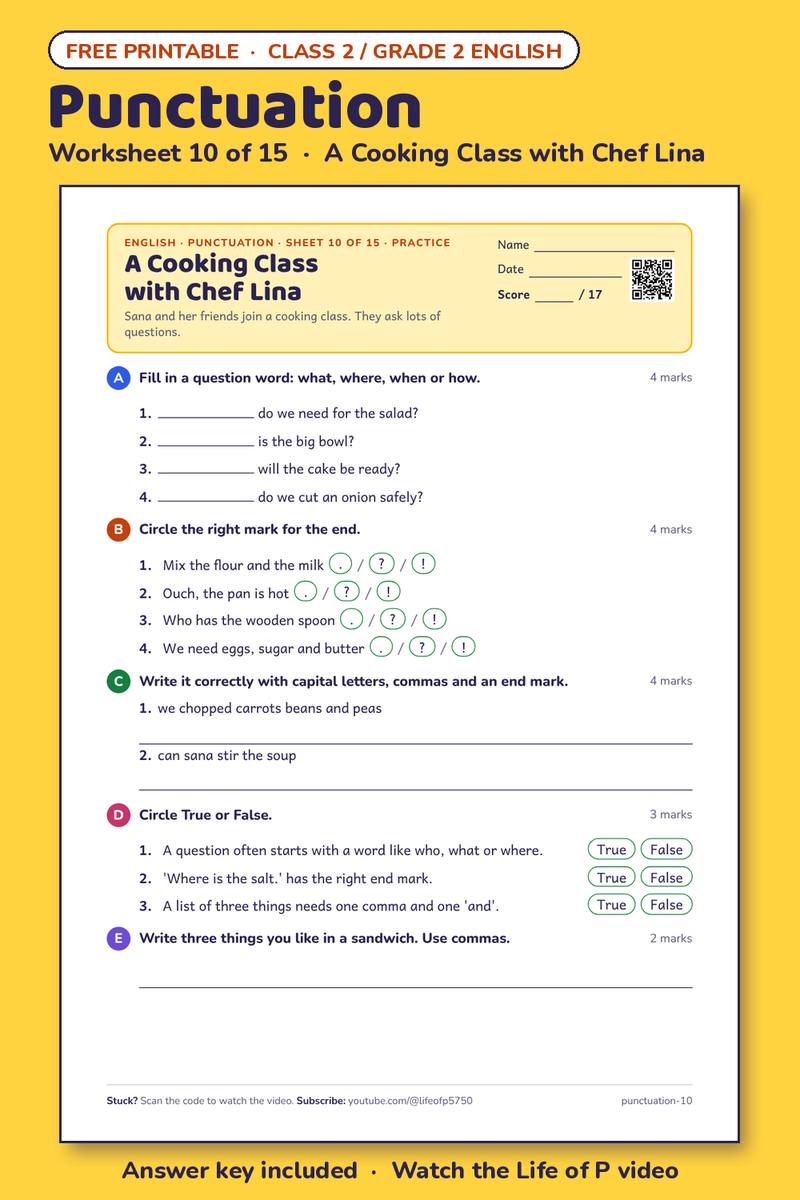 FREE PRINTABLE · CLASS 2 / GRADE 2 ENGLISH
Punctuation
Worksheet 10 of 15 · A Cooking Class with Chef Lina
ENGLISH · PUNCTUATION · SHEET 10 OF 15 · PRACTICE
A Cooking Class
with Chef Lina
Sana and her friends join a cooking class. They ask lots of
questions.
Name ____________
Date ____________
Score _____ / 17
A Fill in a question word: what, where, when or how. 4 marks
1. ____________ do we need for the salad?
2. ____________ is the big bowl?
3. ____________ will the cake be ready?
4. ____________ do we cut an onion safely?
B Circle the right mark for the end. 4 marks
1. Mix the flour and the milk . / ? / !
2. Ouch, the pan is hot . / ? / !
3. Who has the wooden spoon . / ? / !
4. We need eggs, sugar and butter . / ? / !
C Write it correctly with capital letters, commas and an end mark. 4 marks
1. we chopped carrots beans and peas
2. can sana stir the soup
D Circle True or False. 3 marks
1. A question often starts with a word like who, what or where. True False
2. 'Where is the salt.' has the right end mark. True False
3. A list of three things needs one comma and one 'and'. True False
E Write three things you like in a sandwich. Use commas. 2 marks
Stuck? Scan the code to watch the video. Subscribe: youtube.com/@lifeofp5750 punctuation-10
Answer key included · Watch the Life of P video